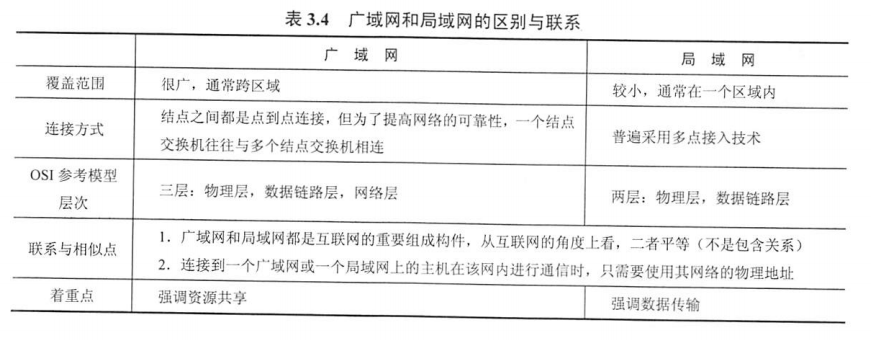 表 3.4 广域网和局域网的区别与联系
广 域 网 局 域 网
覆盖范围 很广，通常跨区域 较小，通常在一个区域内
连接方式 结点之间都是点到点连接，但为了提高网络的可靠性，一个结点
交换机往往与多个结点交换机相连 普遍采用多点接入技术
OSI 参考模型
层次 三层：物理层，数据链路层，网络层 两层：物理层，数据链路层
联系与相似点 1．广域网和局域网都是互联网的重要组成构件，从互联网的角度上看，二者平等（不是包含关系）
2．连接到一个广域网或一个局域网上的主机在该网内进行通信时，只需要使用其网络的物理地址
着重点 强调资源共享 强调数据传输